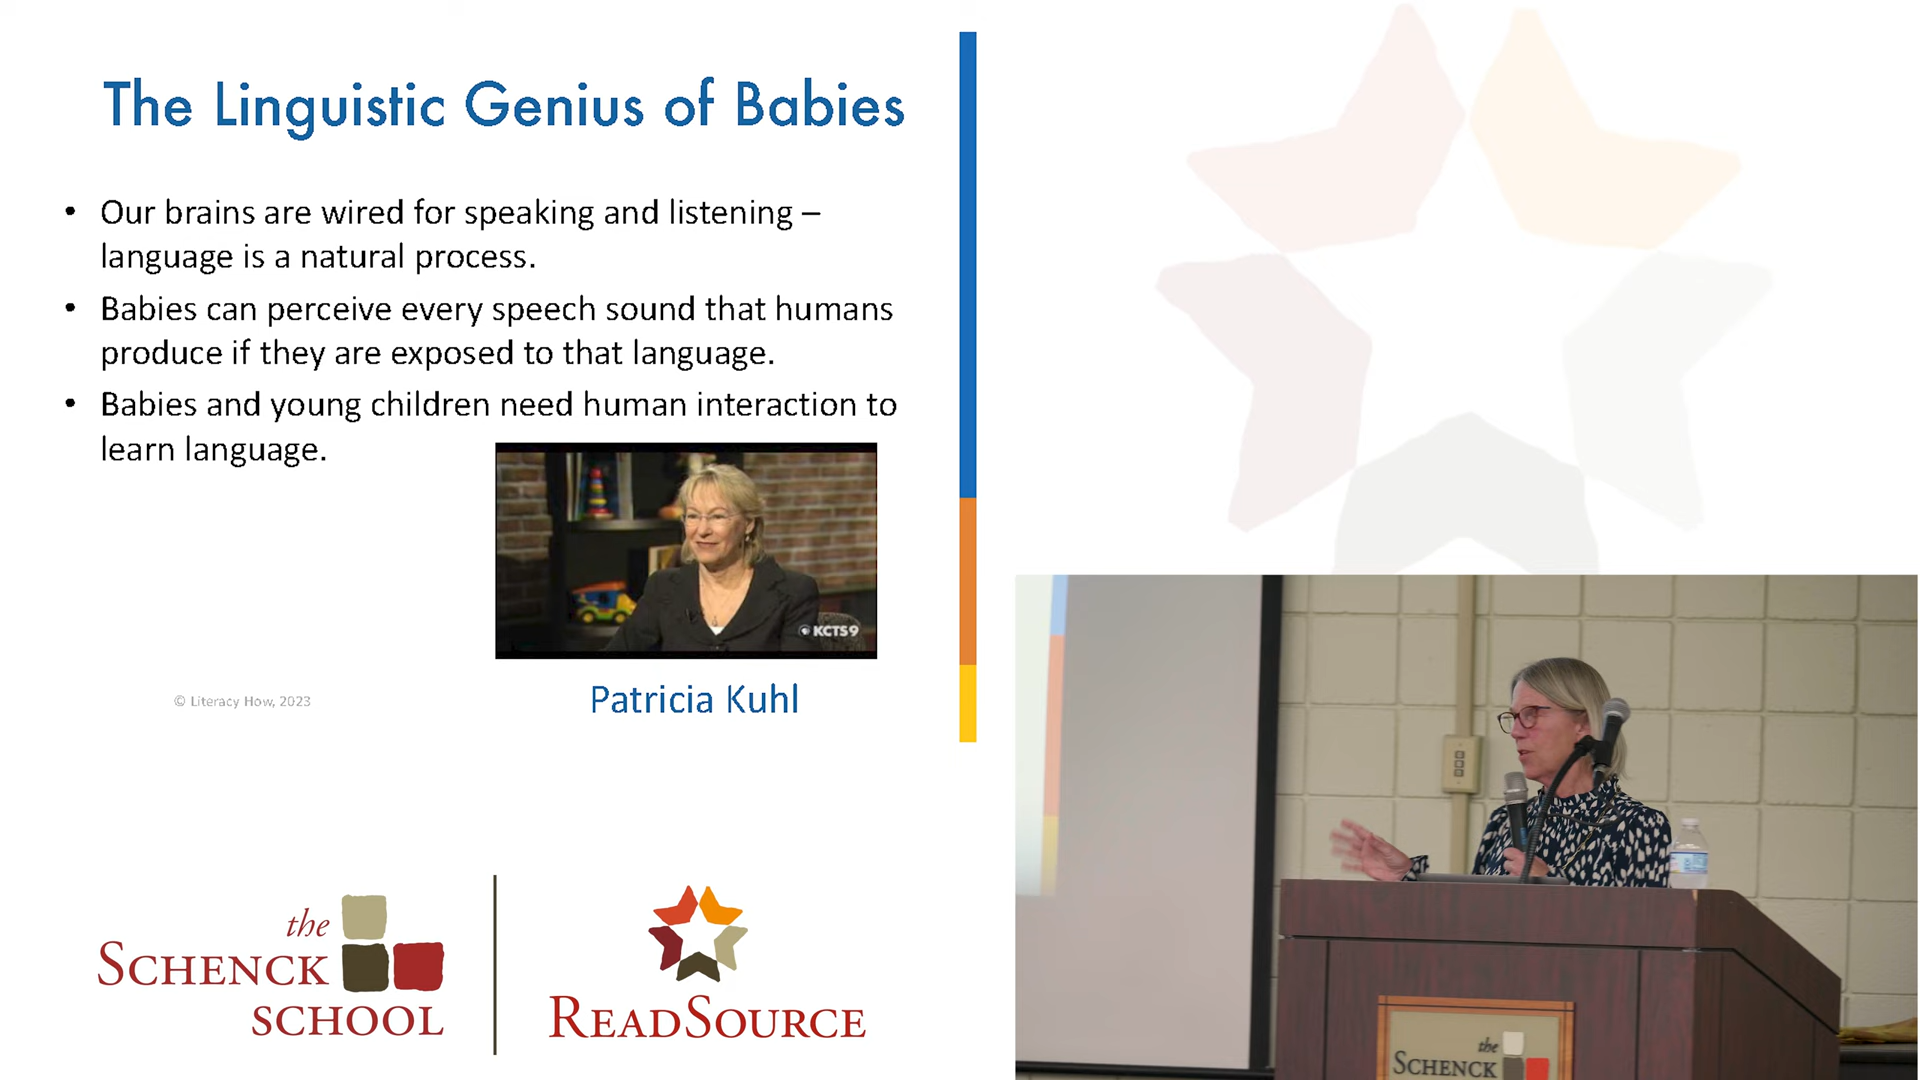 The Linguistic Genius of Babies
• Our brains are wired for speaking and listening –
language is a natural process.
• Babies can perceive every speech sound that humans
produce if they are exposed to that language.
• Babies and young children need human interaction to
learn language.
KCTS9
© Literacy How, 2023
Patricia Kuhl
the
SCHENCK
SCHOOL
READSOURCE
the
SCHENCK